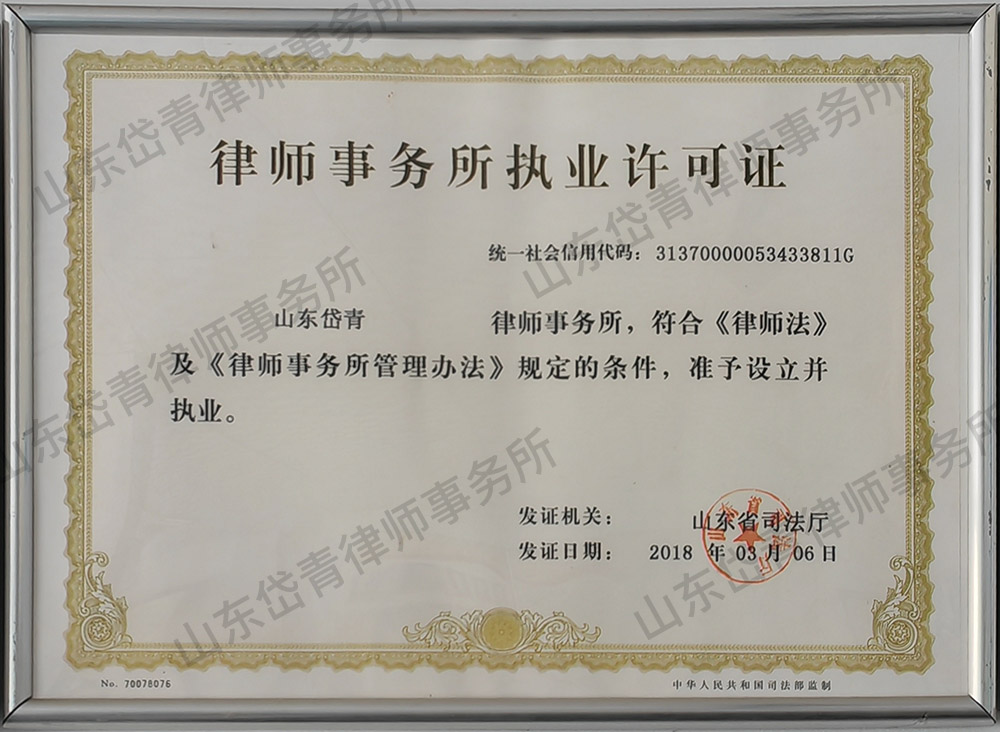 律师事务所执业许可证
统一社会信用代码：31370000053433811G
山东岱青 律师事务所，符合《律师法》
及《律师事务所管理办法》规定的条件，准予设立并
执业。
发证机关： 山东省司法厅
发证日期： 2018 年 03 月 06 日
No. 70078076
中华人民共和国司法部监制
山东岱青律师事务所
山东岱青律师事务所
山东岱青律师事务所
山东岱青律师事务所
山东岱青律师事务所
山东省司法厅